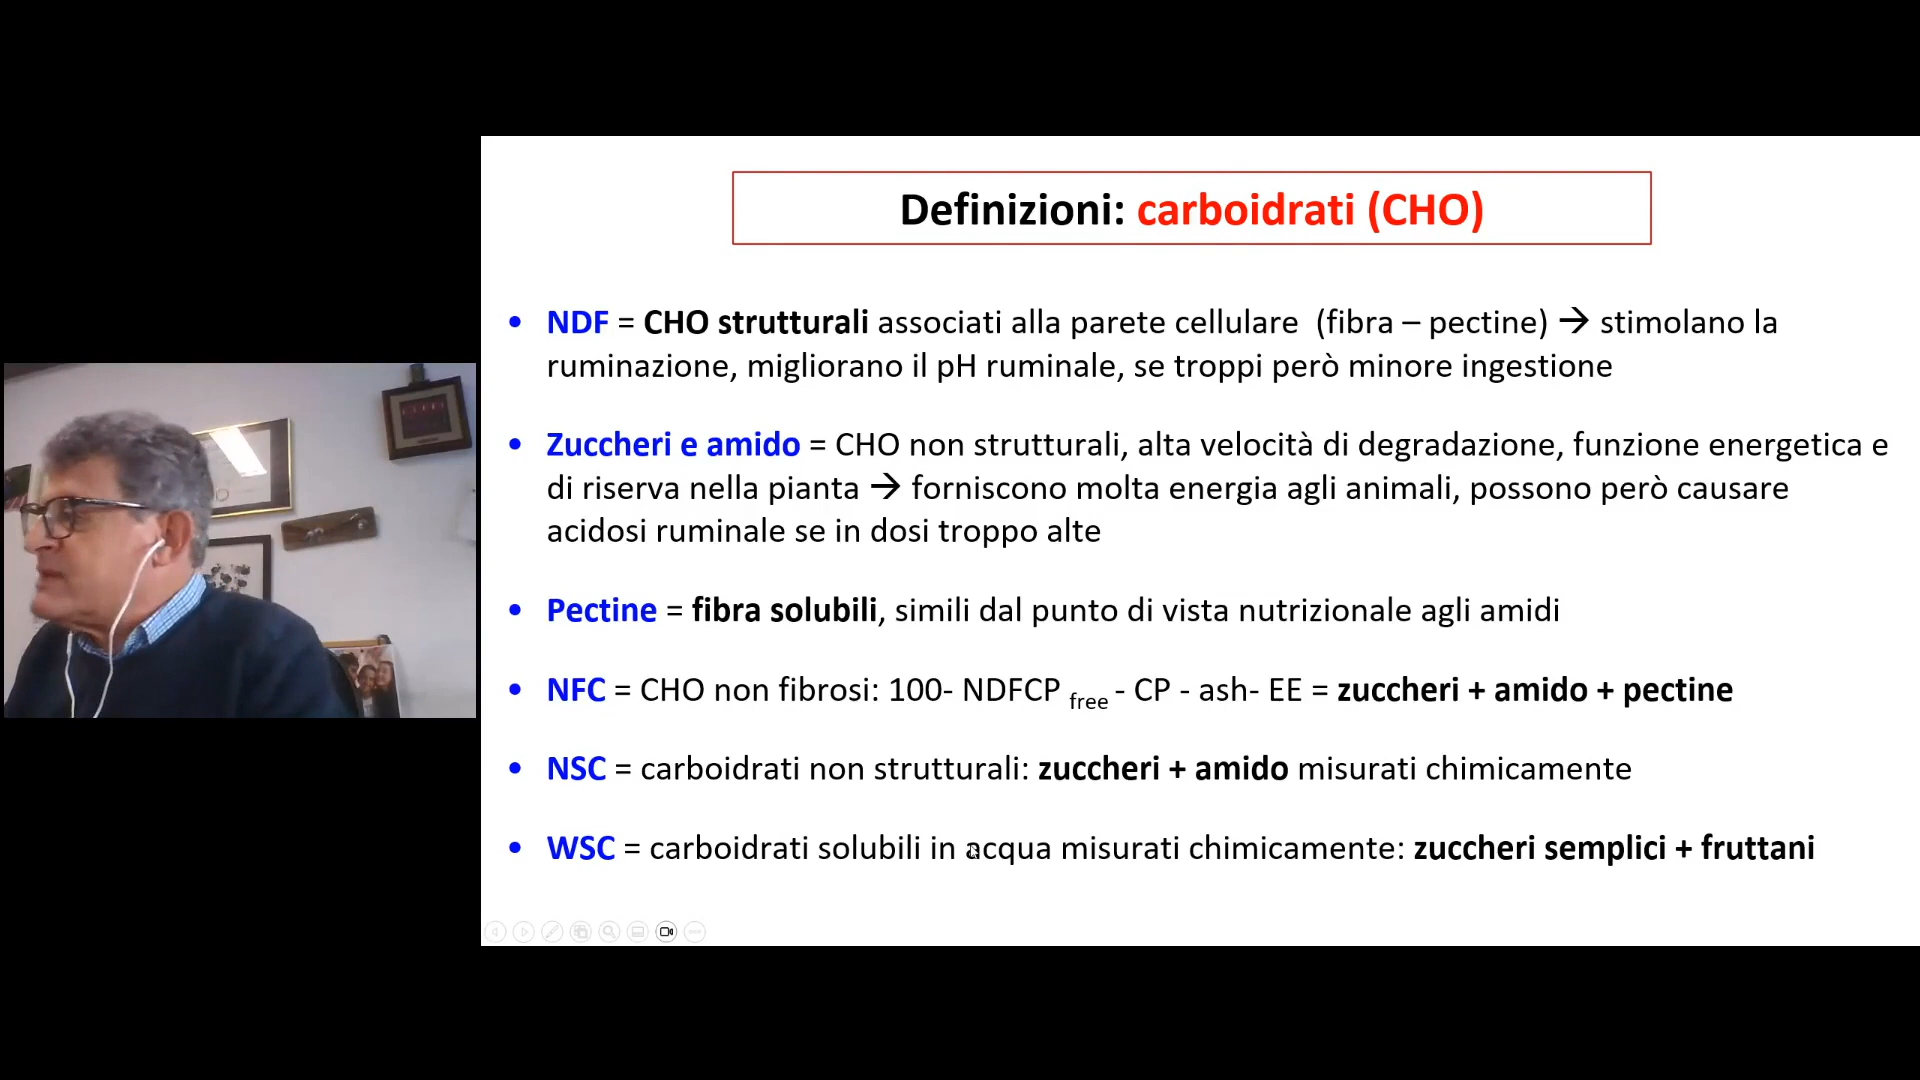 Definizioni: carboidrati (CHO)
• NDF = CHO strutturali associati alla parete cellulare (fibra – pectine) → stimolano la
ruminazione, migliorano il pH ruminale, se troppi però minore ingestione
• Zuccheri e amido = CHO non strutturali, alta velocità di degradazione, funzione energetica e
di riserva nella pianta → forniscono molta energia agli animali, possono però causare
acidosi ruminale se in dosi troppo alte
• Pectine = fibra solubili, simili dal punto di vista nutrizionale agli amidi
• NFC = CHO non fibrosi: 100- NDFCP free - CP - ash- EE = zuccheri + amido + pectine
• NSC = carboidrati non strutturali: zuccheri + amido misurati chimicamente
• WSC = carboidrati solubili in acqua misurati chimicamente: zuccheri semplici + fruttani